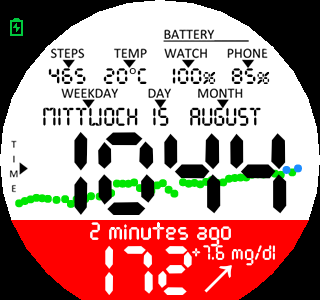 BATTERY
STEPS TEMP WATCH PHONE
465 20°C 100% 85%
WEEKDAY DAY MONTH
MITTWOCH 15 AUGUST
TIME
18 44
2 minutes ago
172 +7.6 mg/dl